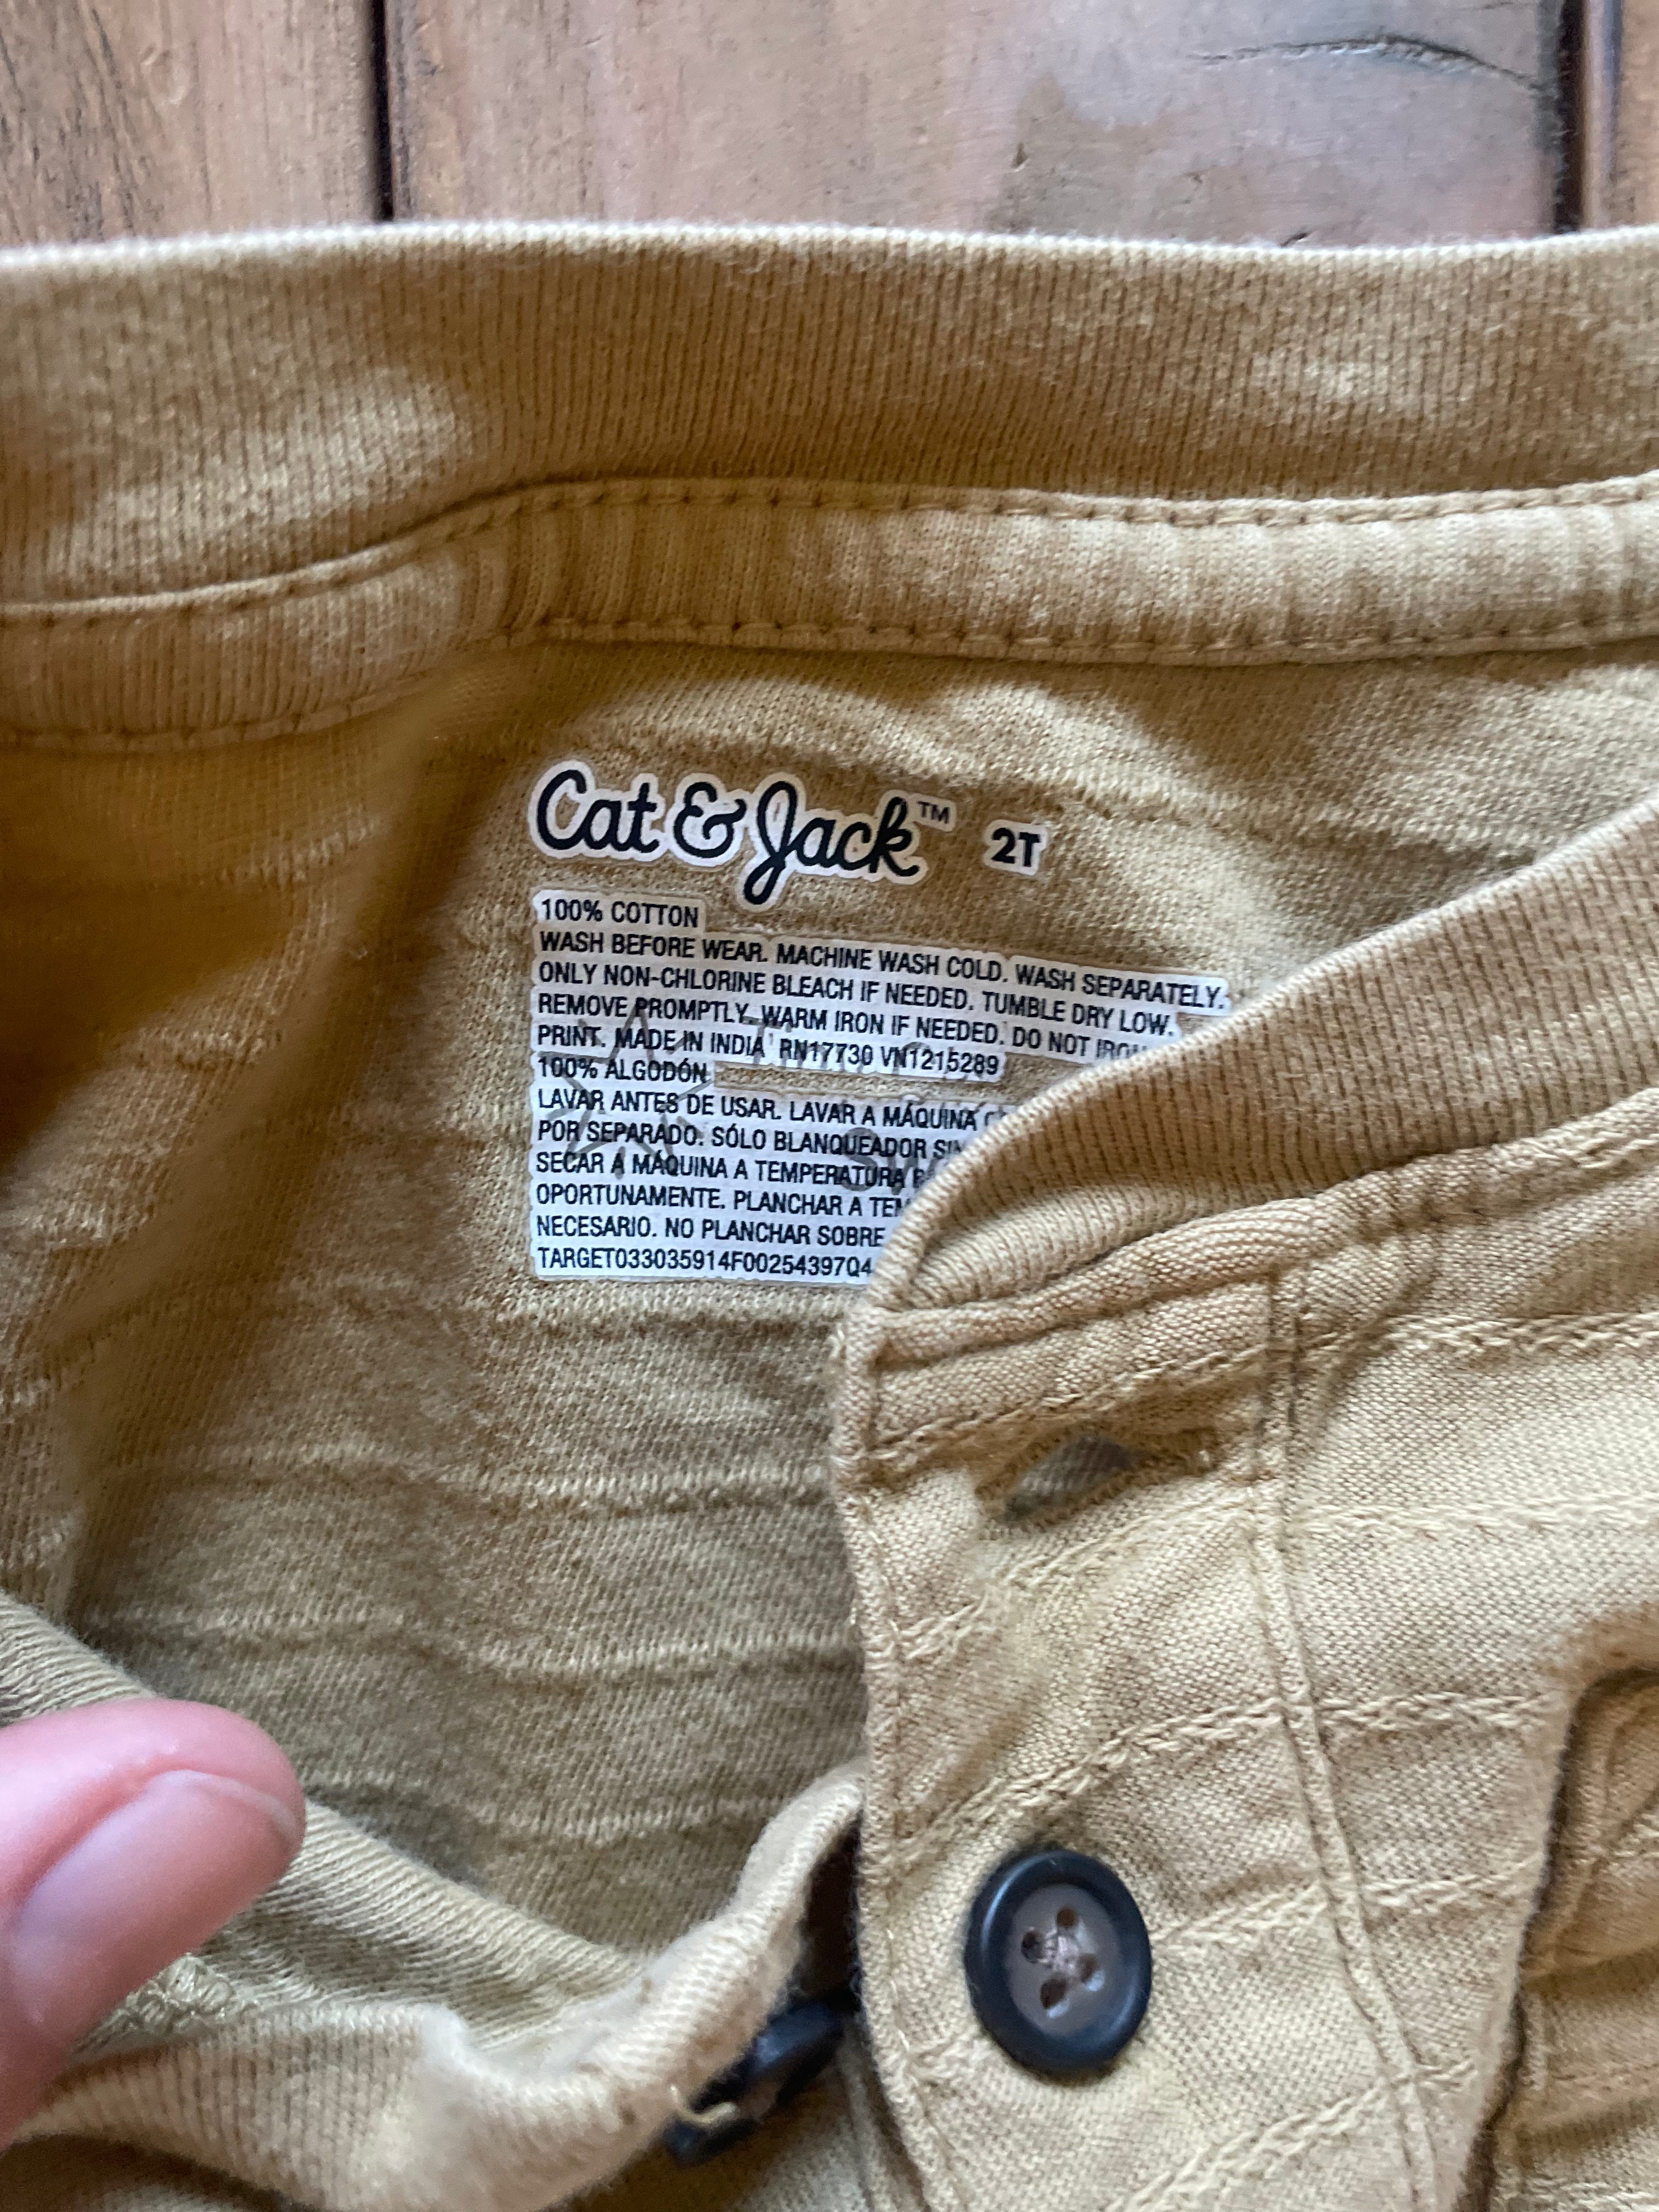 Cat & Jack™ 2T
100% COTTON
WASH BEFORE WEAR. MACHINE WASH COLD. WASH SEPARATELY.
ONLY NON-CHLORINE BLEACH IF NEEDED. TUMBLE DRY LOW.
REMOVE PROMPTLY. WARM IRON IF NEEDED. DO NOT IRON
PRINT. MADE IN INDIA RN17730 VN1215289
100% ALGODÓN
LAVAR ANTES DE USAR. LAVAR A MÁQUINA
POR SEPARADO. SÓLO BLANQUEADOR
SECAR A MÁQUINA A TEMPERATURA
OPORTUNAMENTE. PLANCHAR A
NECESARIO. NO PLANCHAR SOBRE
TARGET033035914F00254397Q4